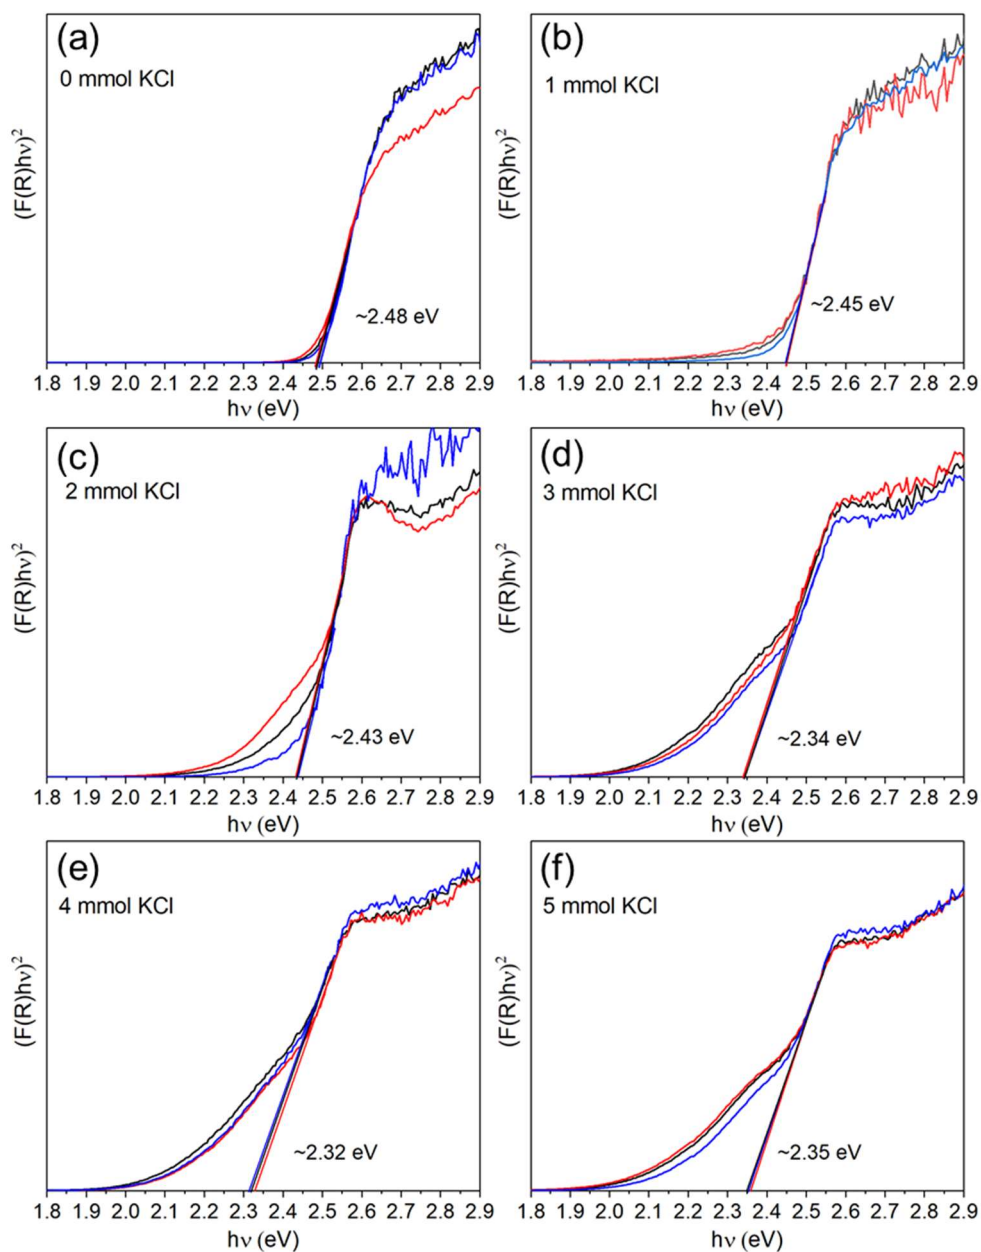 (a)
0 mmol KCl
(F(R)hν)²
~2.48 eV
1.8 1.9 2.0 2.1 2.2 2.3 2.4 2.5 2.6 2.7 2.8 2.9
hν (eV)
(b)
1 mmol KCl
(F(R)hν)²
~2.45 eV
1.8 1.9 2.0 2.1 2.2 2.3 2.4 2.5 2.6 2.7 2.8 2.9
hν (eV)
(c)
2 mmol KCl
(F(R)hν)²
~2.43 eV
1.8 1.9 2.0 2.1 2.2 2.3 2.4 2.5 2.6 2.7 2.8 2.9
hν (eV)
(d)
3 mmol KCl
(F(R)hν)²
~2.34 eV
1.8 1.9 2.0 2.1 2.2 2.3 2.4 2.5 2.6 2.7 2.8 2.9
hν (eV)
(e)
4 mmol KCl
(F(R)hν)²
~2.32 eV
1.8 1.9 2.0 2.1 2.2 2.3 2.4 2.5 2.6 2.7 2.8 2.9
hν (eV)
(f)
5 mmol KCl
(F(R)hν)²
~2.35 eV
1.8 1.9 2.0 2.1 2.2 2.3 2.4 2.5 2.6 2.7 2.8 2.9
hν (eV)